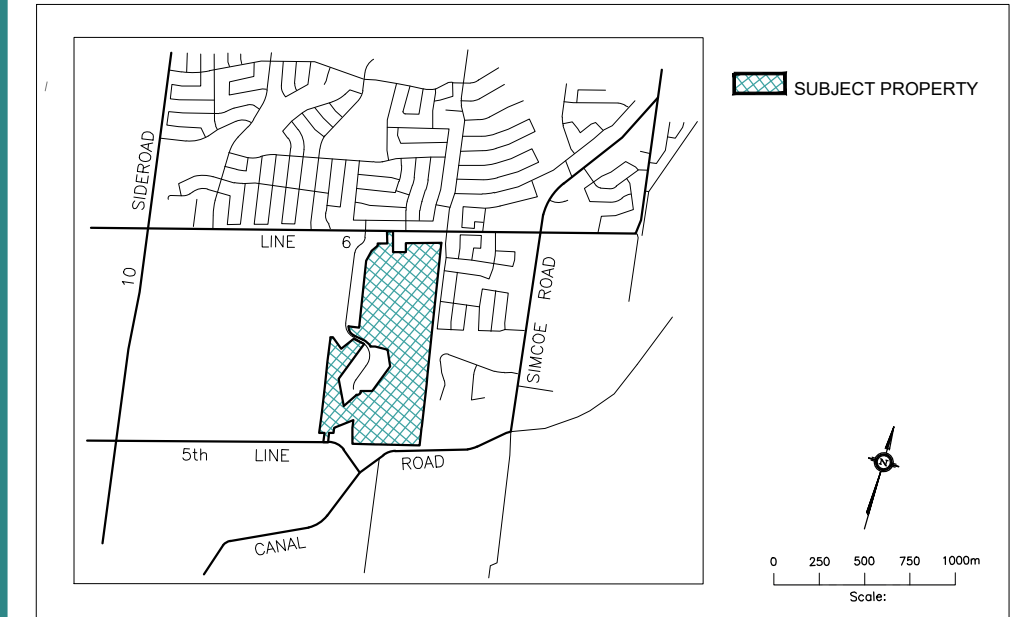 SUBJECT PROPERTY
SIDEROAD
10
LINE 6
SIMCOE ROAD
5th LINE
CANAL ROAD
N
0 250 500 750 1000m
Scale: